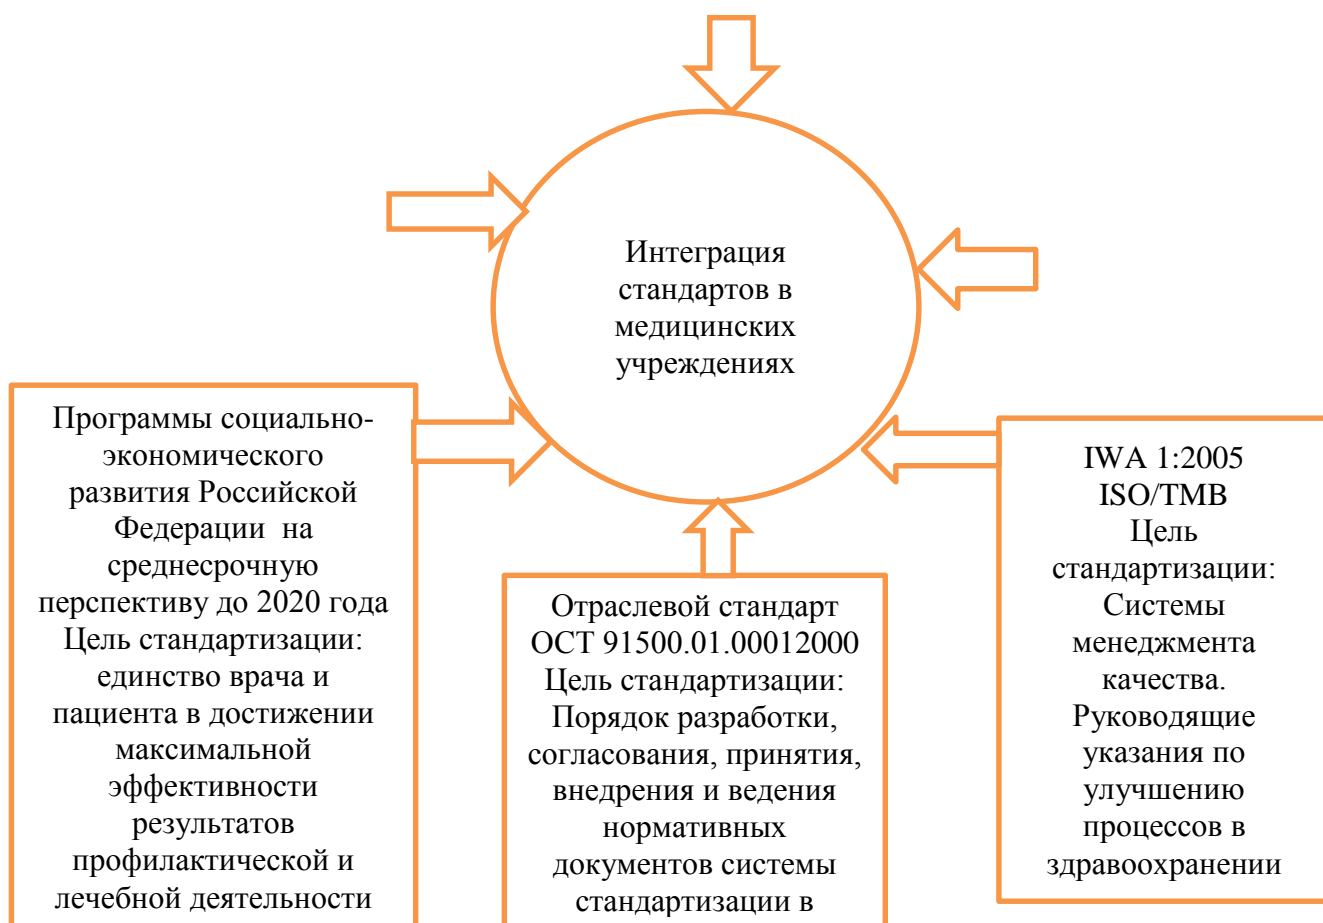 Интеграция
стандартов в
медицинских
учреждениях
Программы социально-
экономического
развития Российской
Федерации на
среднесрочную
перспективу до 2020 года
Цель стандартизации:
единство врача и
пациента в достижении
максимальной
эффективности
результатов
профилактической и
лечебной деятельности
Отраслевой стандарт
ОСТ 91500.01.00012000
Цель стандартизации:
Порядок разработки,
согласования, принятия,
внедрения и ведения
нормативных
документов системы
стандартизации в
IWA 1:2005
ISO/TMB
Цель
стандартизации:
Системы
менеджмента
качества.
Руководящие
указания по
улучшению
процессов в
здравоохранении